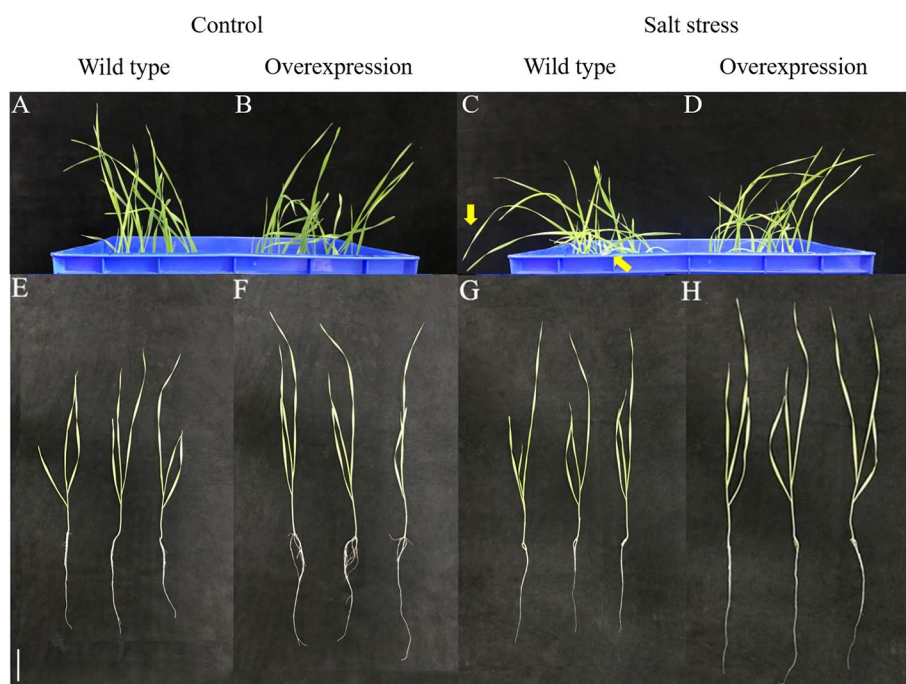 Control Salt stress
Wild type Overexpression Wild type Overexpression
A B C D
E F G H